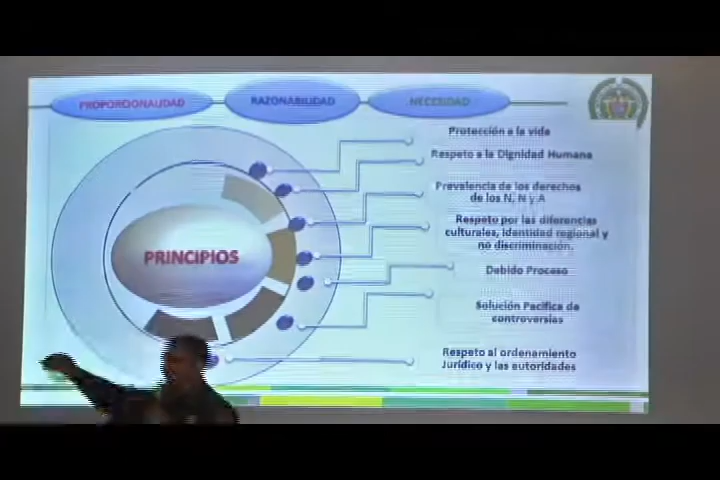 PROPORCIONALIDAD
RAZONABILIDAD
NECESIDAD
Protección a la vida
Respeto a la Dignidad Humana
Prevalencia de los derechos
de los N, N y A
Respeto por las diferencias
culturales, identidad regional y
no discriminación.
PRINCIPIOS
Debido Proceso
Solución Pacifica de
controversias
Respeto al ordenamiento
Jurídico y las autoridades